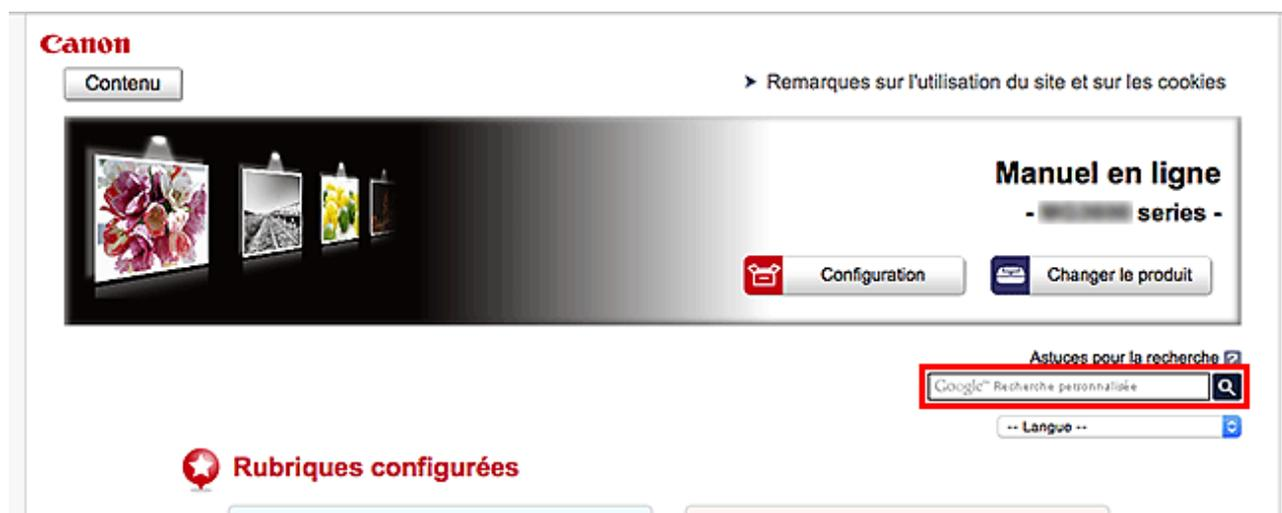 Canon
Contenu
➤ Remarques sur l'utilisation du site et sur les cookies
Manuel en ligne
- series -
Configuration
Changer le produit
Astuces pour la recherche ?
Google™ Recherche personnalisée
-- Langue --
Rubriques configurées